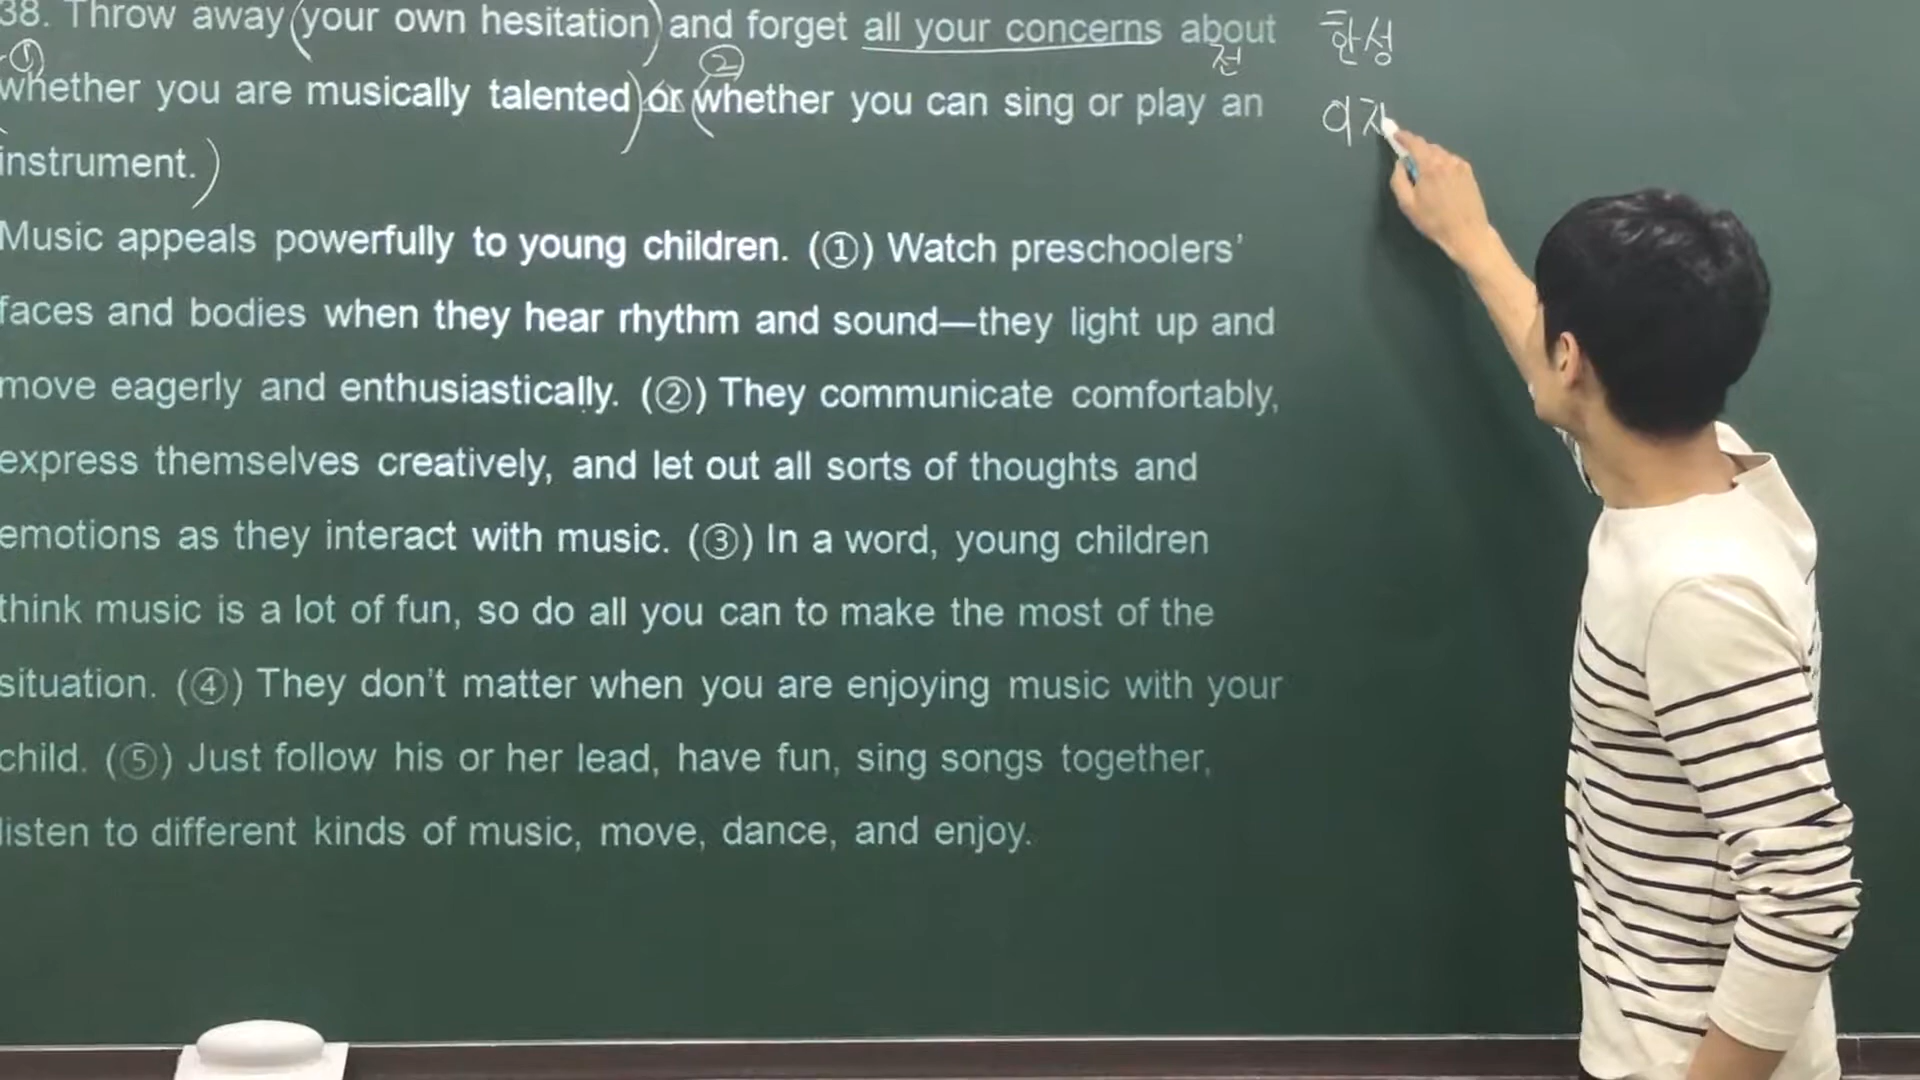 38. Throw away (your own hesitation) and forget all your concerns about
① ② 전
whether you are musically talented) or (whether you can sing or play an
instrument.)
Music appeals powerfully to young children. (①) Watch preschoolers'
faces and bodies when they hear rhythm and sound—they light up and
move eagerly and enthusiastically. (②) They communicate comfortably,
express themselves creatively, and let out all sorts of thoughts and
emotions as they interact with music. (③) In a word, young children
think music is a lot of fun, so do all you can to make the most of the
situation. (④) They don't matter when you are enjoying music with your
child. (⑤) Just follow his or her lead, have fun, sing songs together,
listen to different kinds of music, move, dance, and enjoy.
한성
여자